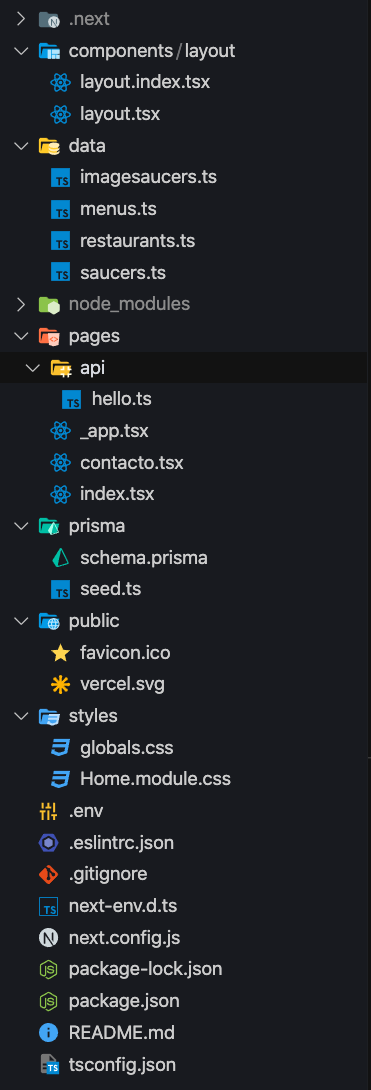 .next
components/layout
layout.index.tsx
layout.tsx
data
TS imagesaucers.ts
TS menus.ts
TS restaurants.ts
TS saucers.ts
node_modules
pages
api
TS hello.ts
_app.tsx
contacto.tsx
index.tsx
prisma
schema.prisma
TS seed.ts
public
favicon.ico
vercel.svg
styles
globals.css
Home.module.css
.env
.eslintrc.json
.gitignore
TS next-env.d.ts
N next.config.js
JS package-lock.json
JS package.json
README.md
TS tsconfig.json